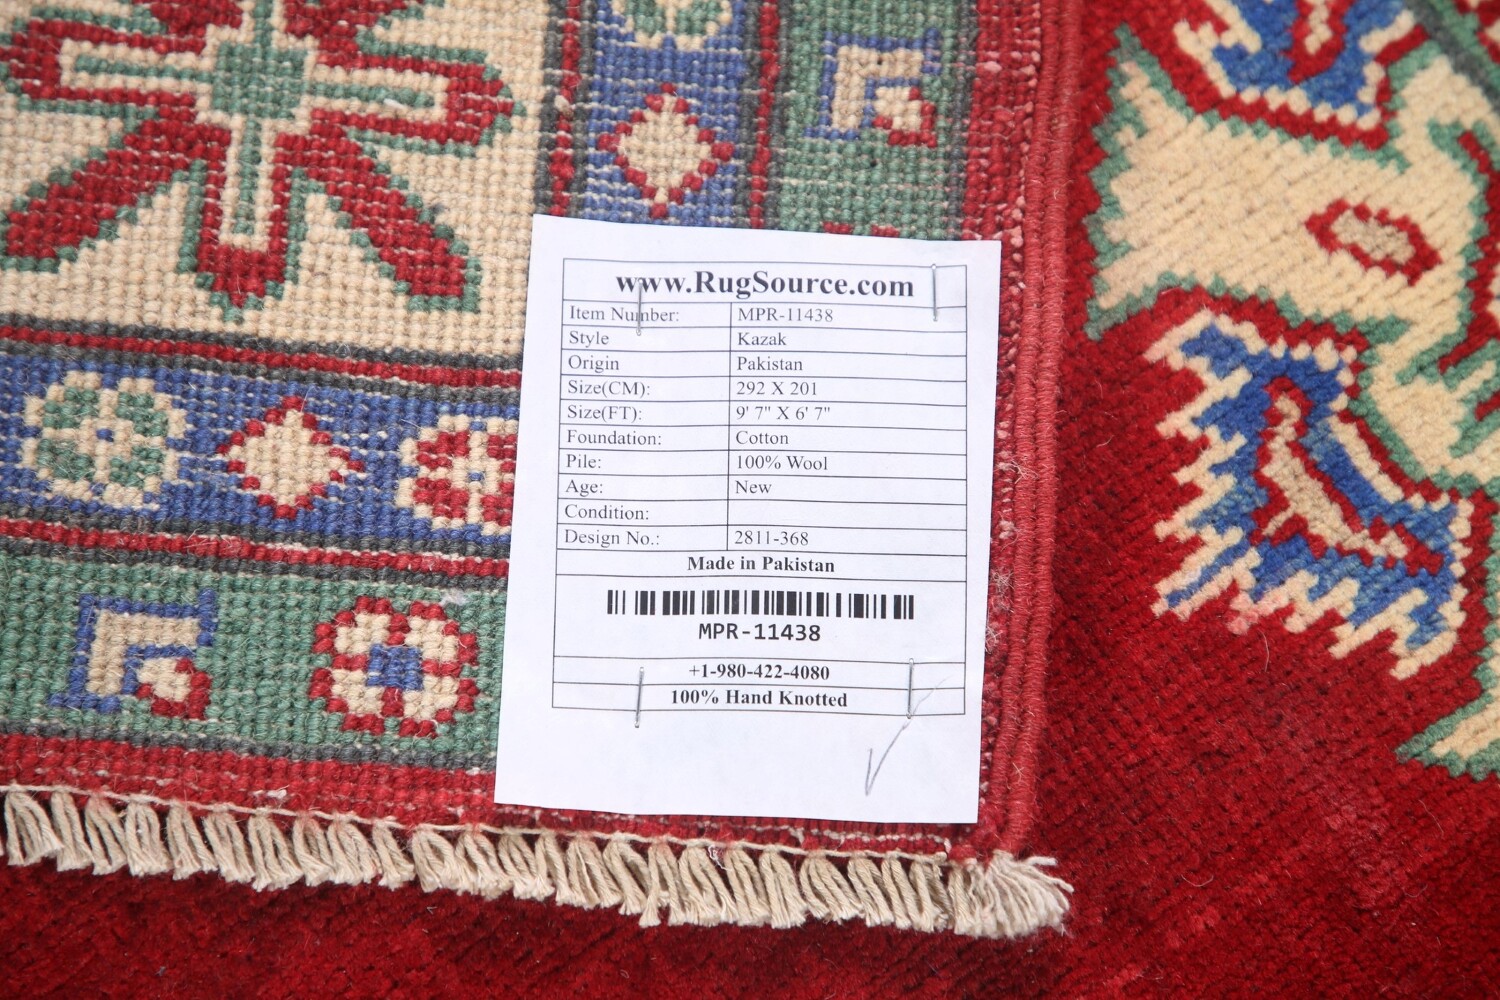 www.RugSource.com
Item Number: MPR-11438
Style Kazak
Origin Pakistan
Size(CM): 292 X 201
Size(FT): 9' 7" X 6' 7"
Foundation: Cotton
Pile: 100% Wool
Age: New
Condition:
Design No.: 2811-368
Made in Pakistan
MPR-11438
+1-980-422-4080
100% Hand Knotted